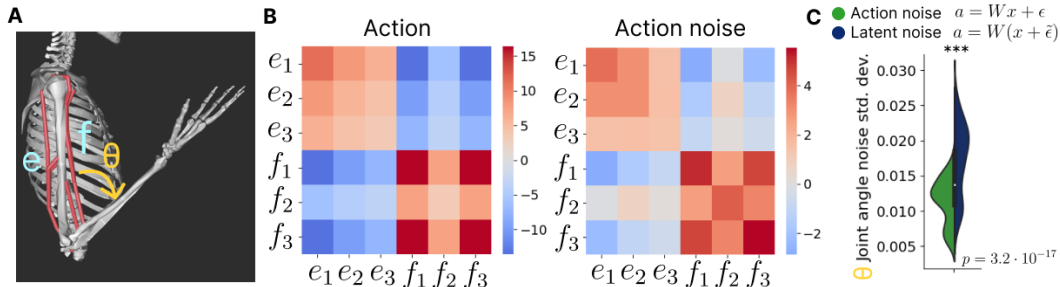 A
e
f
θ
B
Action
e₁
e₂
e₃
f₁
f₂
f₃
e₁ e₂ e₃ f₁ f₂ f₃
15
10
5
0
−5
−10
Action noise
e₁
e₂
e₃
f₁
f₂
f₃
e₁ e₂ e₃ f₁ f₂ f₃
4
2
0
−2
C
Action noise a = Wx + ϵ
Latent noise a = W(x + ϵ̃)
***
θ Joint angle noise std. dev.
0.030
0.025
0.020
0.015
0.010
0.005
p = 3.2 · 10⁻¹⁷